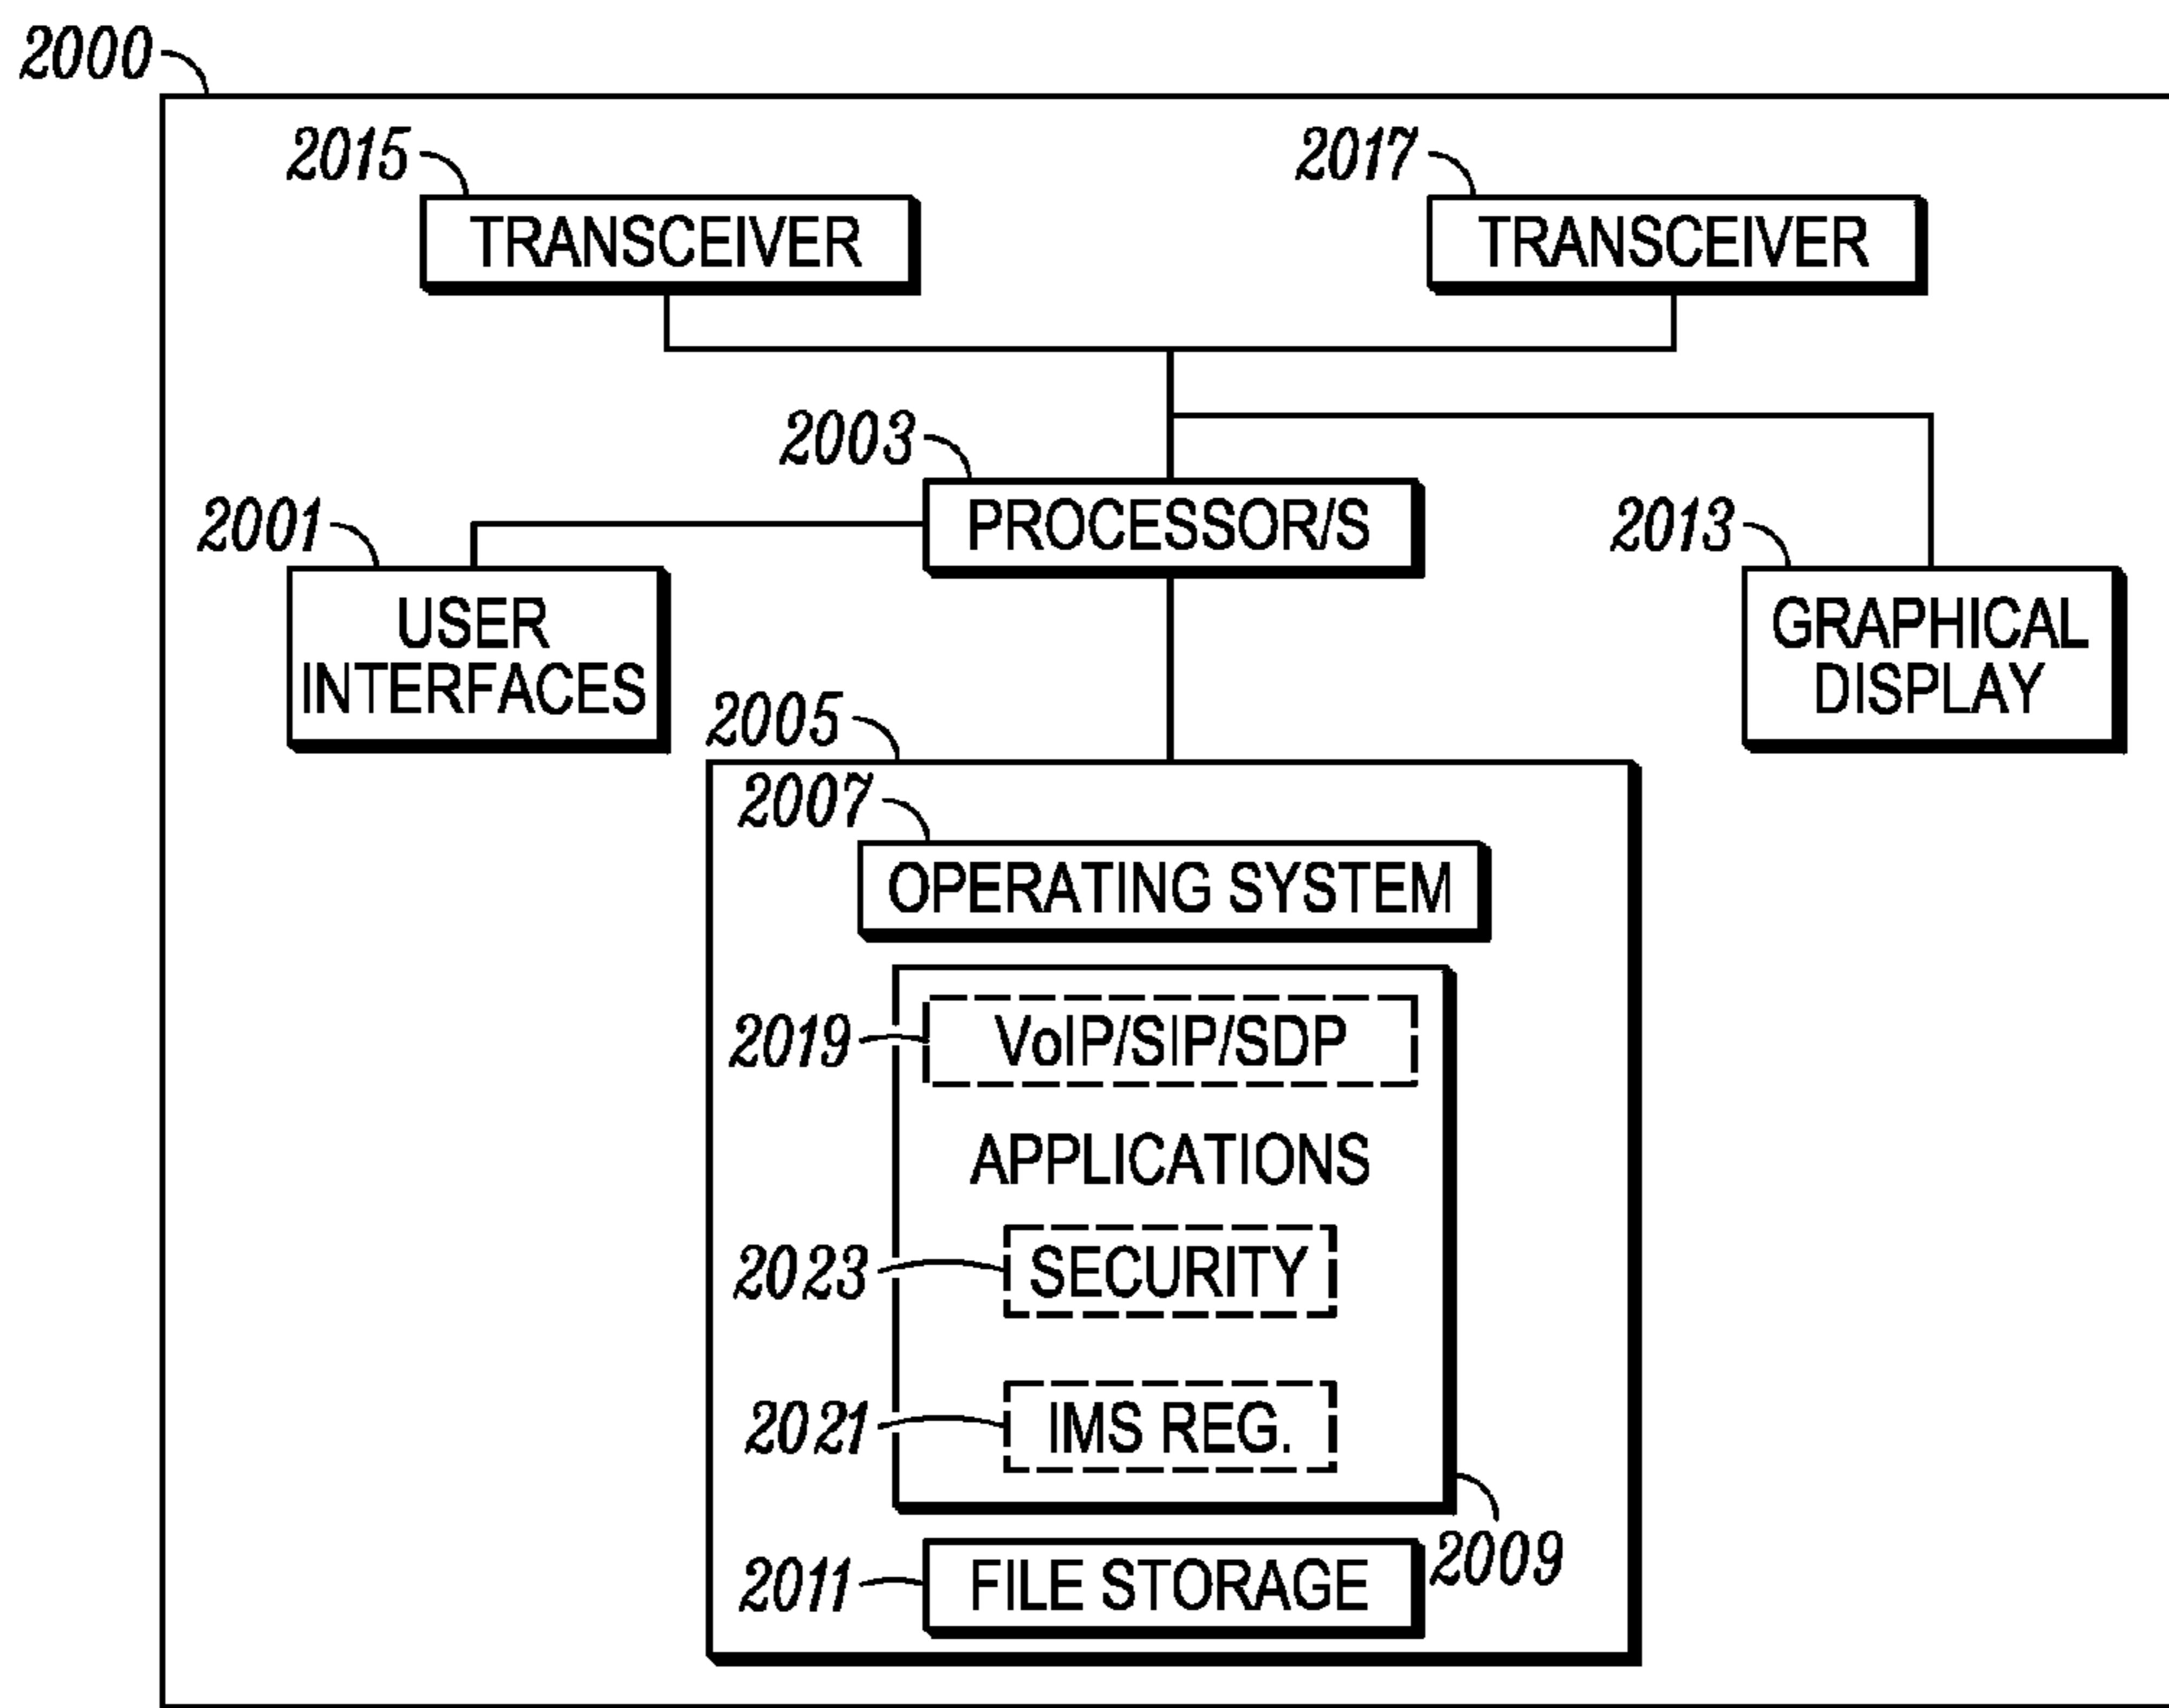 2000
2015
2017
TRANSCEIVER
TRANSCEIVER
2003
PROCESSOR/S
2001
USER
INTERFACES
2013
GRAPHICAL
DISPLAY
2005
2007
OPERATING SYSTEM
2019
VoIP/SIP/SDP
APPLICATIONS
2023
SECURITY
2021
IMS REG.
2009
2011
FILE STORAGE